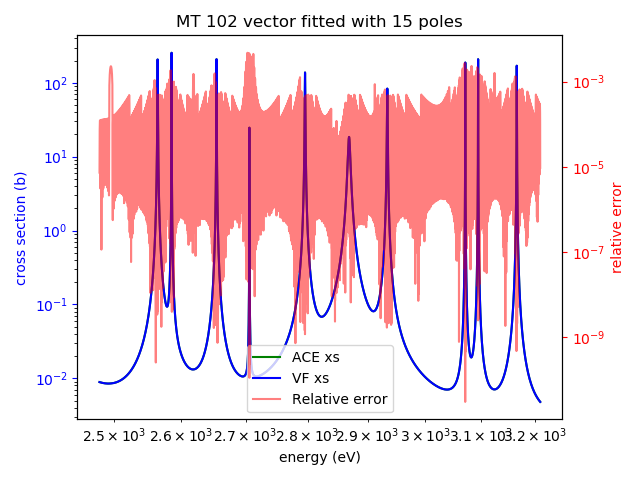 MT 102 vector fitted with 15 poles
cross section (b)
10²
10¹
10⁰
10⁻¹
10⁻²
10⁻³
10⁻⁵
10⁻⁷
10⁻⁹
relative error
ACE xs
VF xs
Relative error
2.5 × 10³ 2.6 × 10³ 2.7 × 10³ 2.8 × 10³ 2.9 × 10³ 3 × 10³ 3.1 × 10³ 3.2 × 10³
energy (eV)